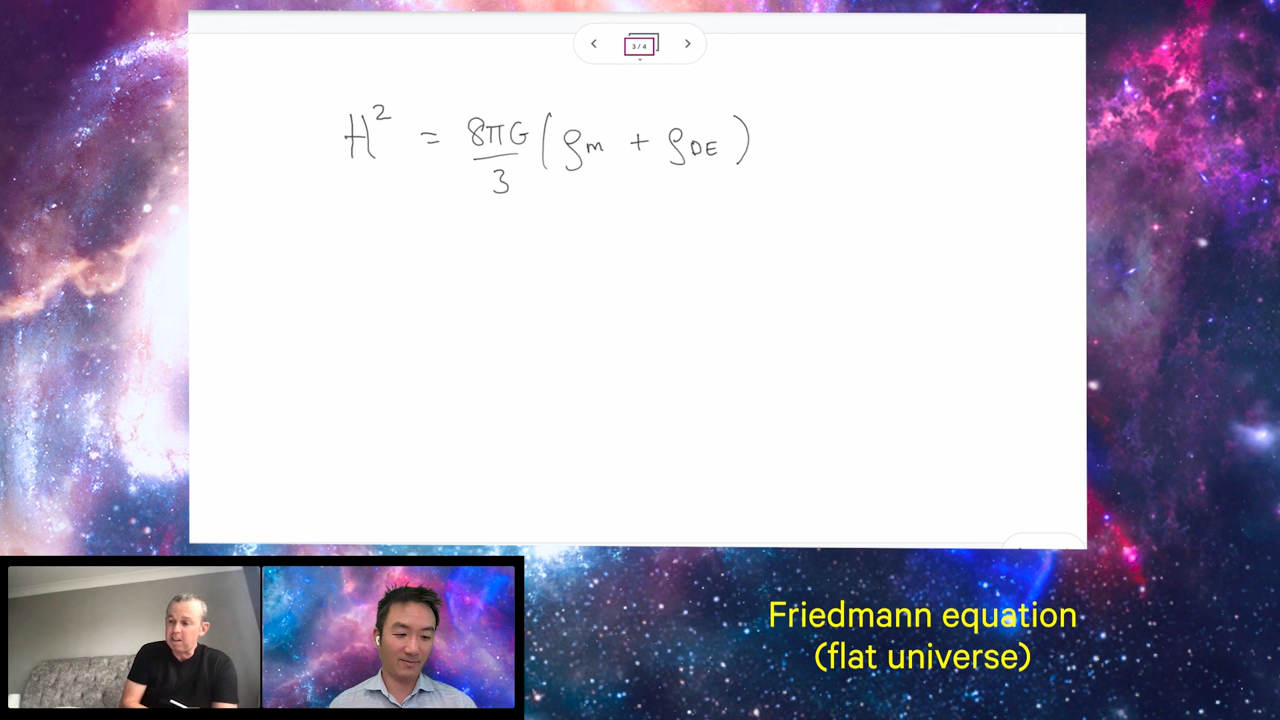 3 / 4
H² = 8πG/3 (ρm + ρDE)
Friedmann equation
(flat universe)